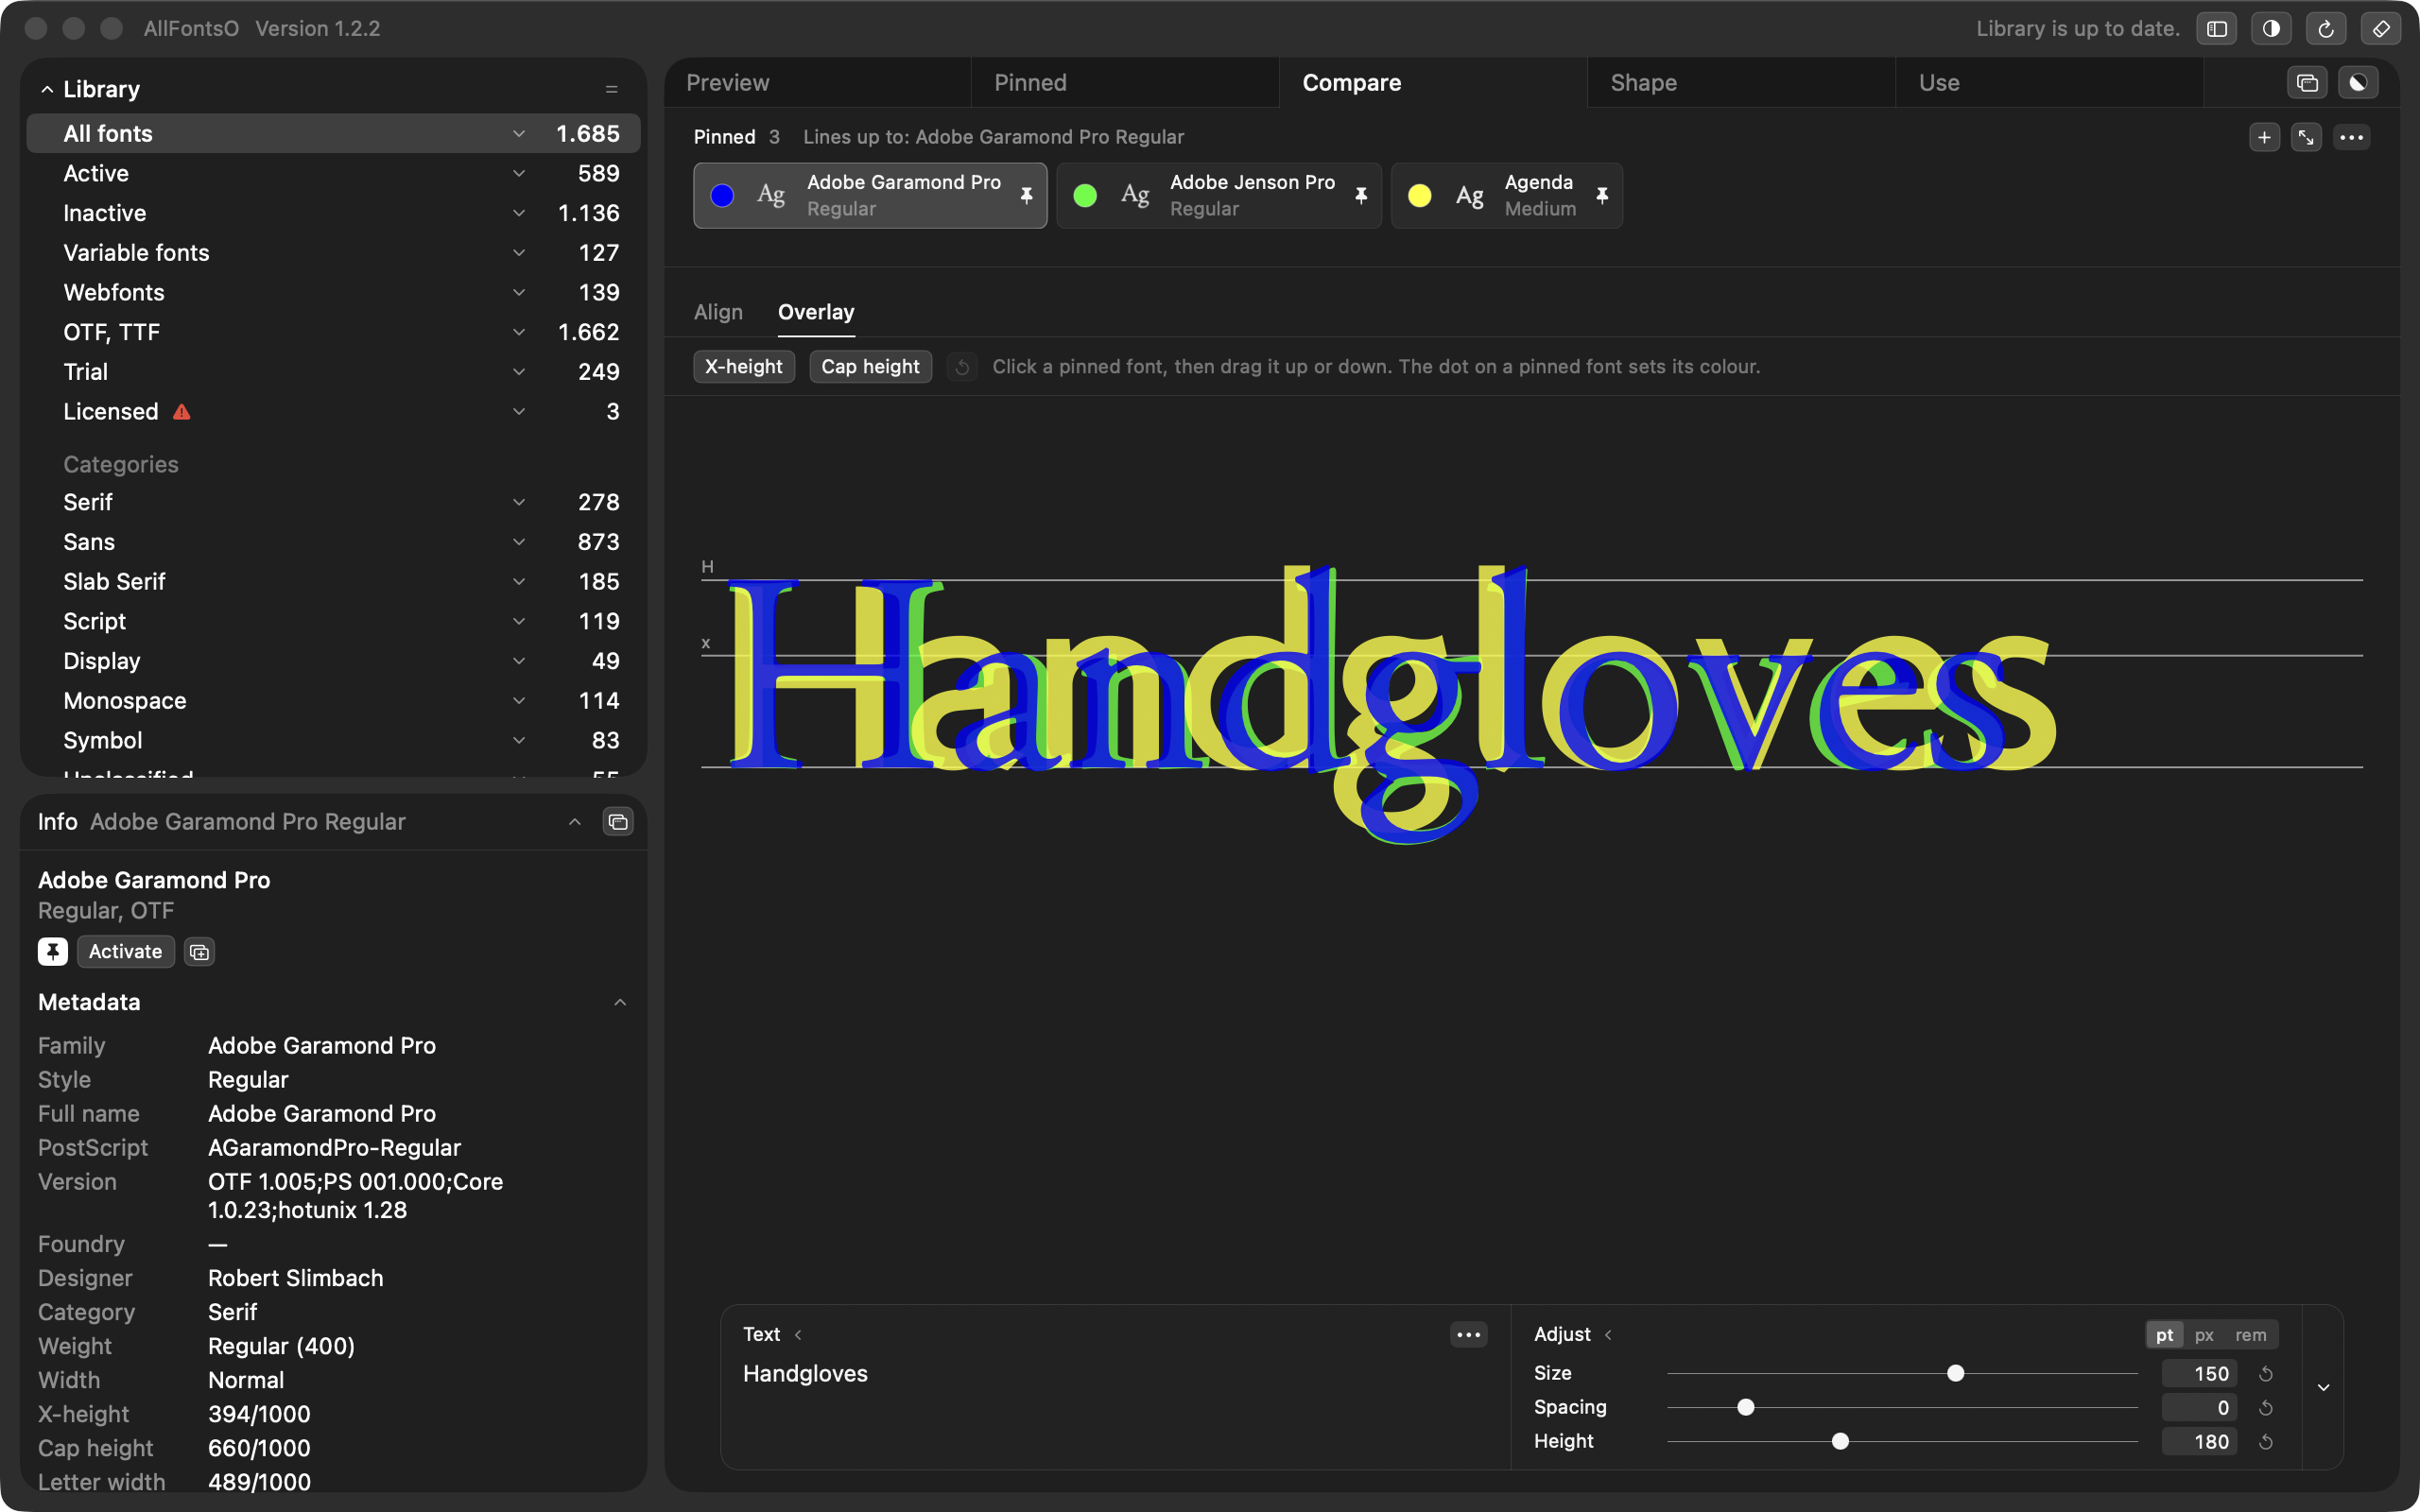 AllFontsO Version 1.2.2
Library is up to date.
Library
All fonts 1.685
Active 589
Inactive 1.136
Variable fonts 127
Webfonts 139
OTF, TTF 1.662
Trial 249
Licensed 3
Categories
Serif 278
Sans 873
Slab Serif 185
Script 119
Display 49
Monospace 114
Symbol 83
Unclassified 55
Info Adobe Garamond Pro Regular
Adobe Garamond Pro
Regular, OTF
Activate
Metadata
Family Adobe Garamond Pro
Style Regular
Full name Adobe Garamond Pro
PostScript AGaramondPro-Regular
Version OTF 1.005;PS 001.000;Core
1.0.23;hotunix 1.28
Foundry —
Designer Robert Slimbach
Category Serif
Weight Regular (400)
Width Normal
X-height 394/1000
Cap height 660/1000
Letter width 489/1000
Preview Pinned Compare Shape Use
Pinned 3 Lines up to: Adobe Garamond Pro Regular
Ag Adobe Garamond Pro
Regular
Ag Adobe Jenson Pro
Regular
Ag Agenda
Medium
Align Overlay
X-height Cap height Click a pinned font, then drag it up or down. The dot on a pinned font sets its colour.
H
x
Handgloves
Text
Handgloves
Adjust pt px rem
Size 150
Spacing 0
Height 180